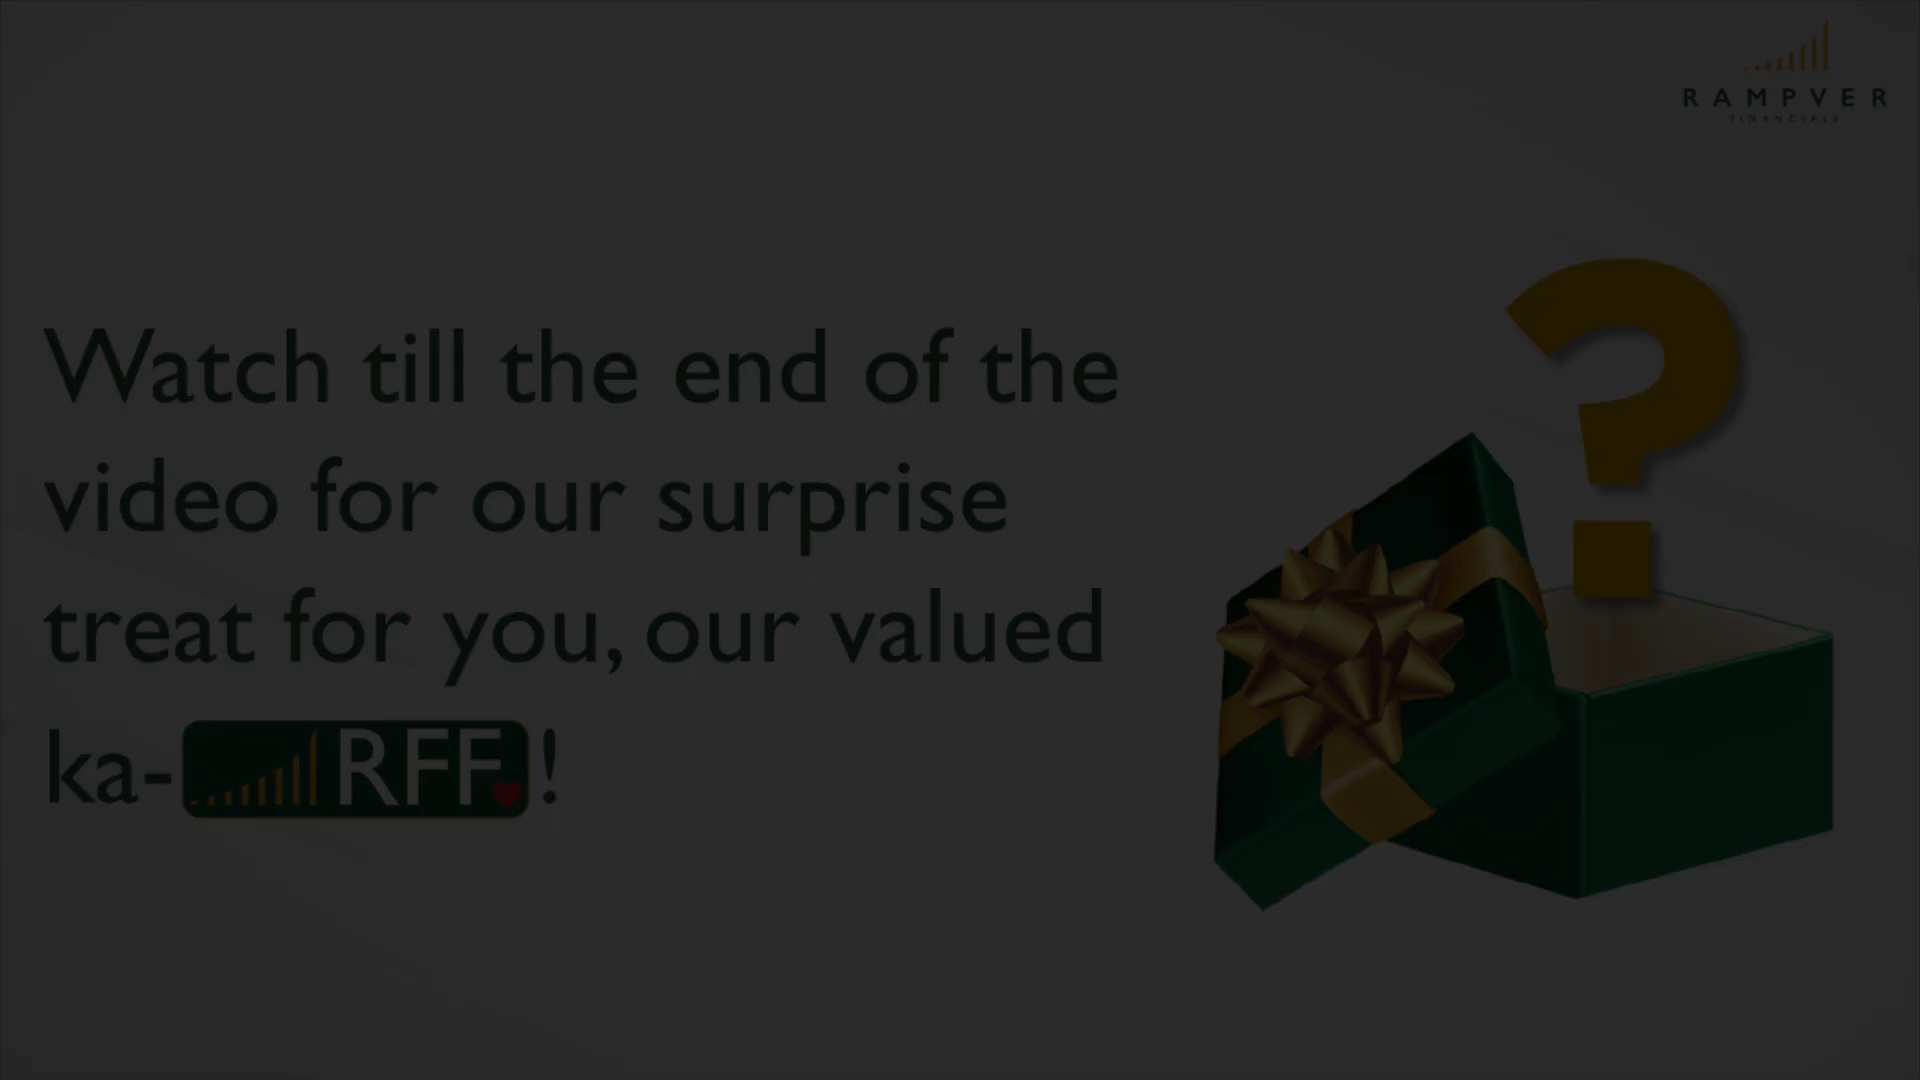 RAMPVER
FINANCIALS
Watch till the end of the
video for our surprise
treat for you, our valued
ka-RFF!
?